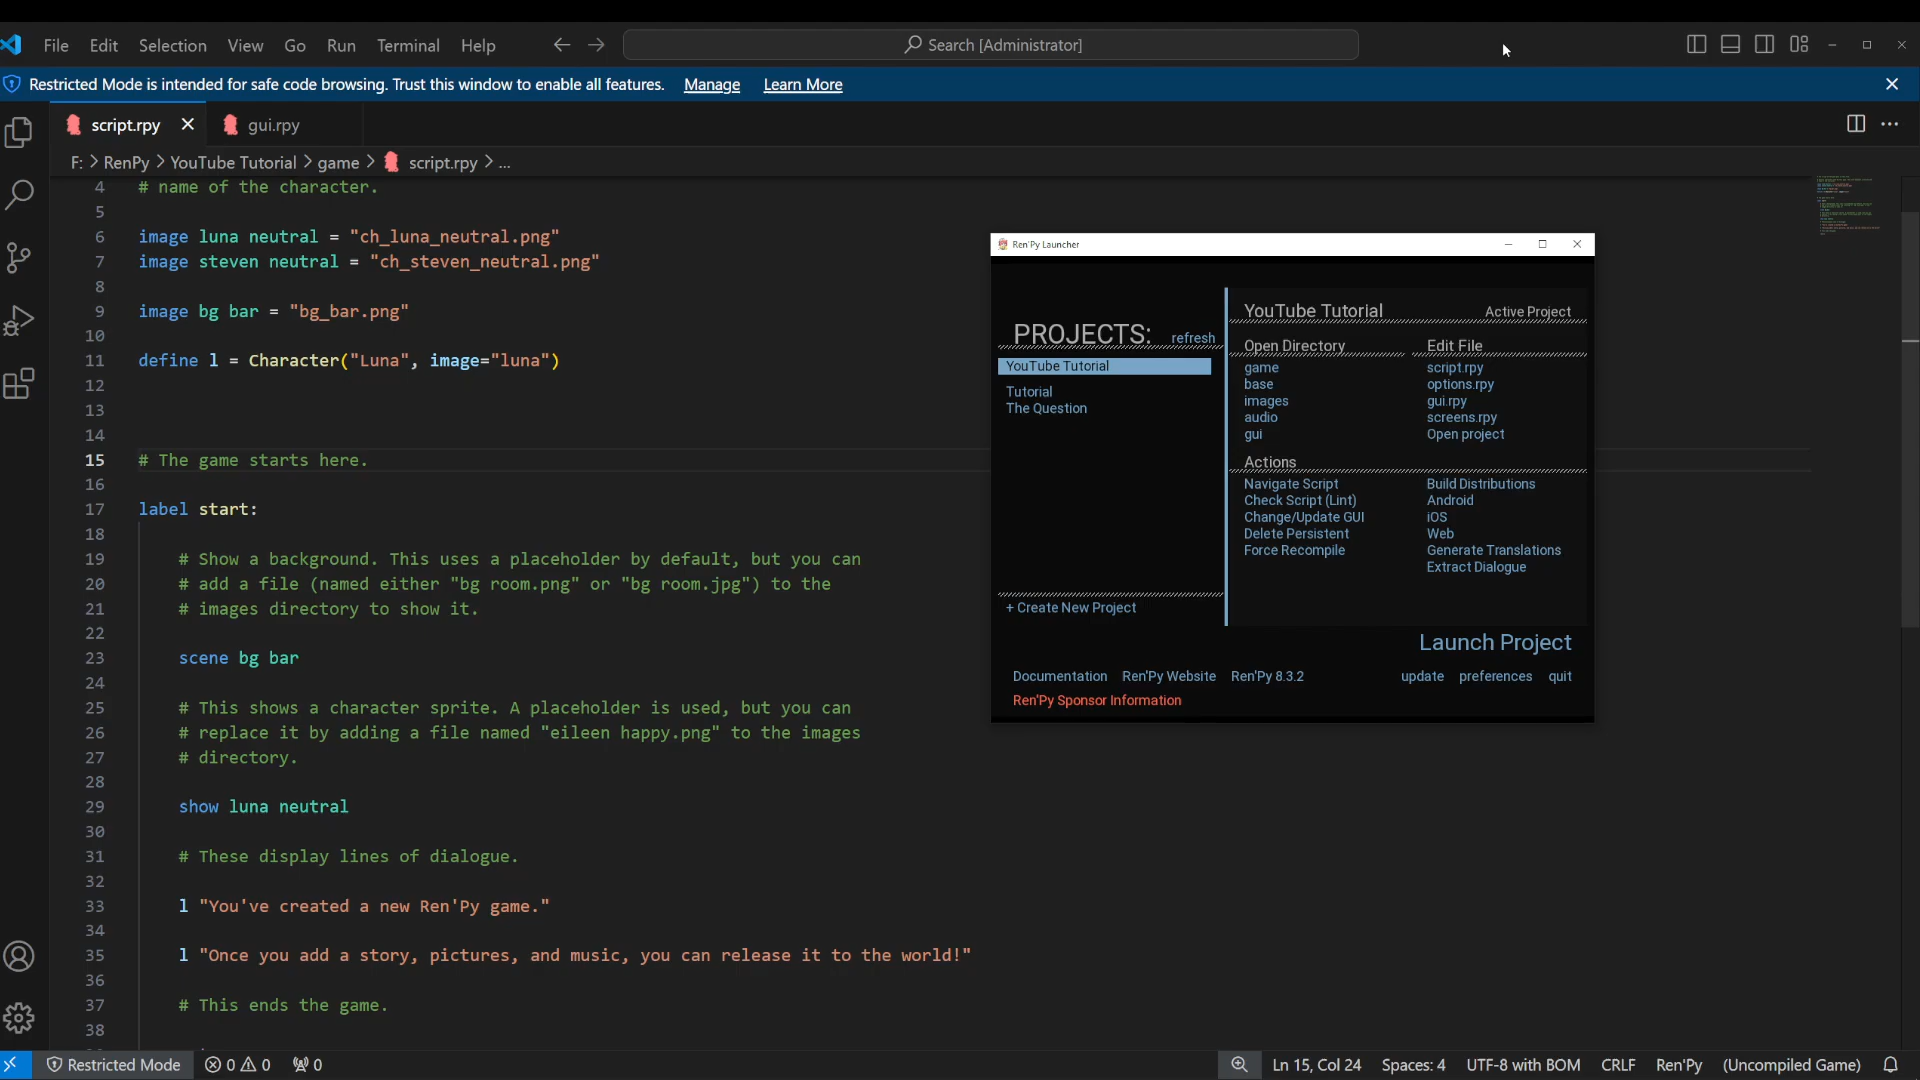 File Edit Selection View Go Run Terminal Help
Search [Administrator]
Restricted Mode is intended for safe code browsing. Trust this window to enable all features. Manage Learn More
script.rpy
gui.rpy
F: > RenPy > YouTube Tutorial > game > script.rpy > ...
4 # name of the character.
5
6 image luna neutral = "ch_luna_neutral.png"
7 image steven neutral = "ch_steven_neutral.png"
8
9 image bg bar = "bg_bar.png"
10
11 define l = Character("Luna", image="luna")
12
13
14
15 # The game starts here.
16
17 label start:
18
19 # Show a background. This uses a placeholder by default, but you can
20 # add a file (named either "bg room.png" or "bg room.jpg") to the
21 # images directory to show it.
22
23 scene bg bar
24
25 # This shows a character sprite. A placeholder is used, but you can
26 # replace it by adding a file named "eileen happy.png" to the images
27 # directory.
28
29 show luna neutral
30
31 # These display lines of dialogue.
32
33 l "You've created a new Ren'Py game."
34
35 l "Once you add a story, pictures, and music, you can release it to the world!"
36
37 # This ends the game.
38
Ren'Py Launcher
PROJECTS: refresh
YouTube Tutorial
Tutorial
The Question
+ Create New Project
YouTube Tutorial Active Project
Open Directory
game
base
images
audio
gui
Edit File
script.rpy
options.rpy
gui.rpy
screens.rpy
Open project
Actions
Navigate Script
Check Script (Lint)
Change/Update GUI
Delete Persistent
Force Recompile
Build Distributions
Android
iOS
Web
Generate Translations
Extract Dialogue
Launch Project
Documentation Ren'Py Website Ren'Py 8.3.2 update preferences quit
Ren'Py Sponsor Information
Restricted Mode 0 0 0 Ln 15, Col 24 Spaces: 4 UTF-8 with BOM CRLF Ren'Py (Uncompiled Game)